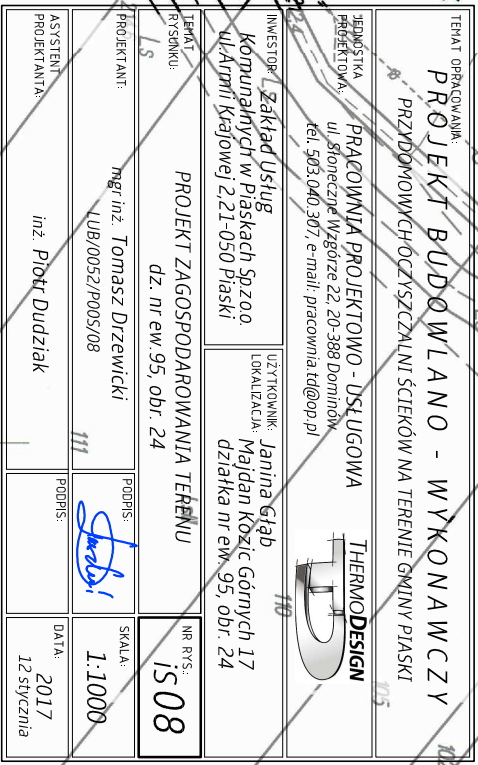 TEMAT OPRACOWANIA:
PROJEKT BUDOWLANO - WYKONAWCZY
PRZYDOMOWYCH OCZYSZCZALNI ŚCIEKÓW NA TERENIE GMINY PIASKI
JEDNOSTKA
PROJEKTOWA:
PRACOWNIA PROJEKTOWO - USŁUGOWA
ul. Słoneczne Wzgórze 22, 20-388 Dominów
tel. 503.040.307, e-mail: pracownia.td@op.pl
THERMODESIGN
INWESTOR:
Zakład Usług
Komunalnych w Piaskach Sp.z o.o.
ul.Armii Krajowej 2,21-050 Piaski
UŻYTKOWNIK:
LOKALIZACJA:
Janina Głąb
Majdan Kozic Górnych 17
działka nr ew. 95, obr. 24
TEMAT
RYSUNKU:
PROJEKT ZAGOSPODAROWANIA TERENU
dz. nr ew.95, obr. 24
NR RYS.:
iS08
PROJEKTANT:
mgr inż. Tomasz Drzewicki
LUB/0052/POOS/08
PODPIS:
SKALA:
1:1000
ASYSTENT
PROJEKTANTA:
inż. Piotr Dudziak
PODPIS:
DATA:
2017
12 stycznia
Ls
111
110
105